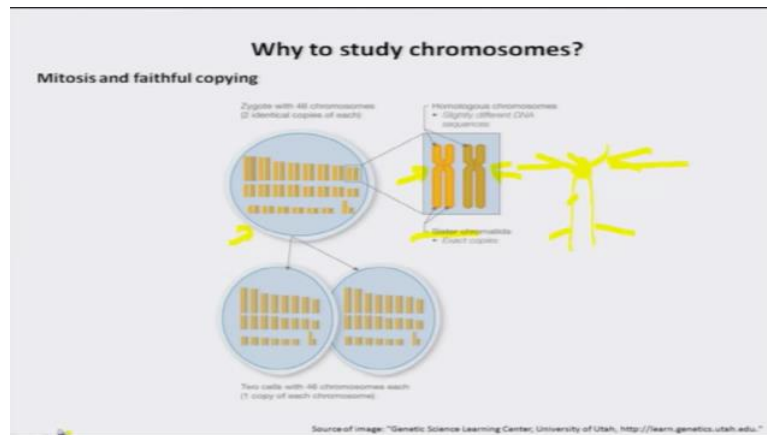 Why to study chromosomes?
Mitosis and faithful copying
Zygote with 46 chromosomes
(2 identical copies of each)
Homologous chromosomes
• Slightly different DNA
sequences
Sister chromatids
• Exact copies
Two cells with 46 chromosomes each
(1 copy of each chromosome)
Source of image: "Genetic Science Learning Center, University of Utah, http://learn.genetics.utah.edu."